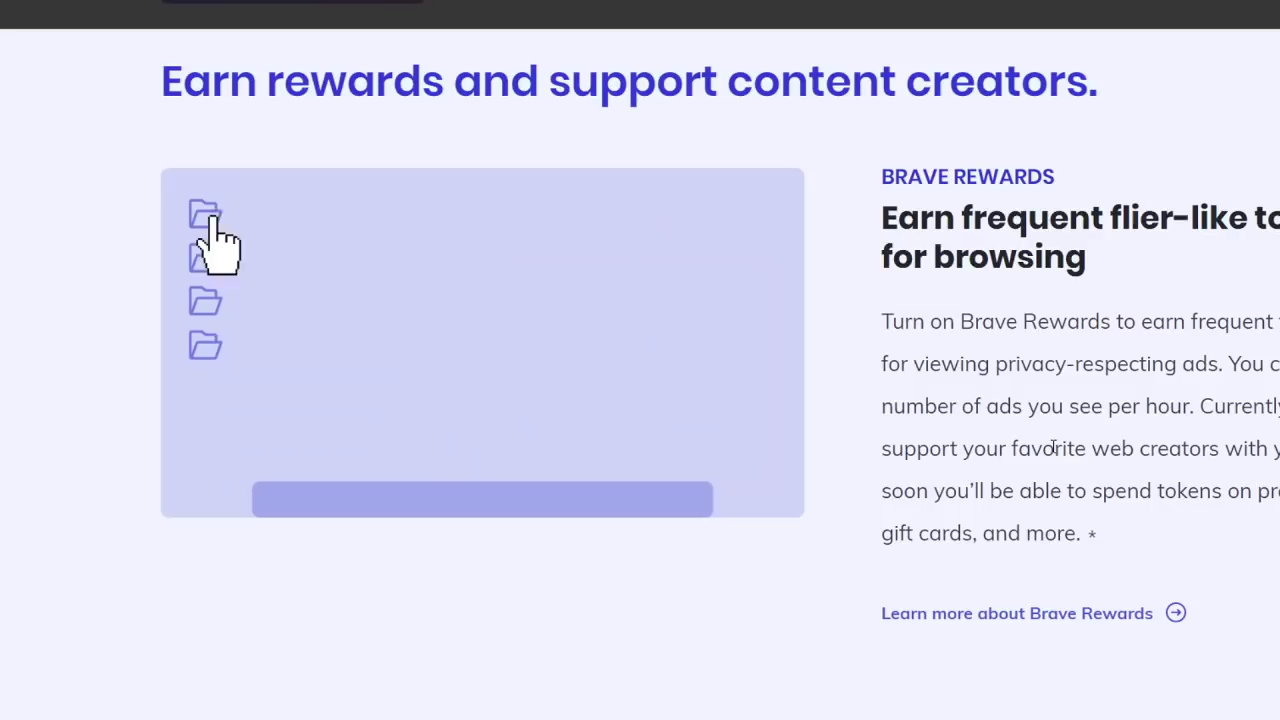 Earn rewards and support content creators.
BRAVE REWARDS
Earn frequent flier-like
for browsing
Turn on Brave Rewards to earn frequent
for viewing privacy-respecting ads. You
number of ads you see per hour. Currently
support your favorite web creators with
soon you'll be able to spend tokens on
gift cards, and more. *
Learn more about Brave Rewards